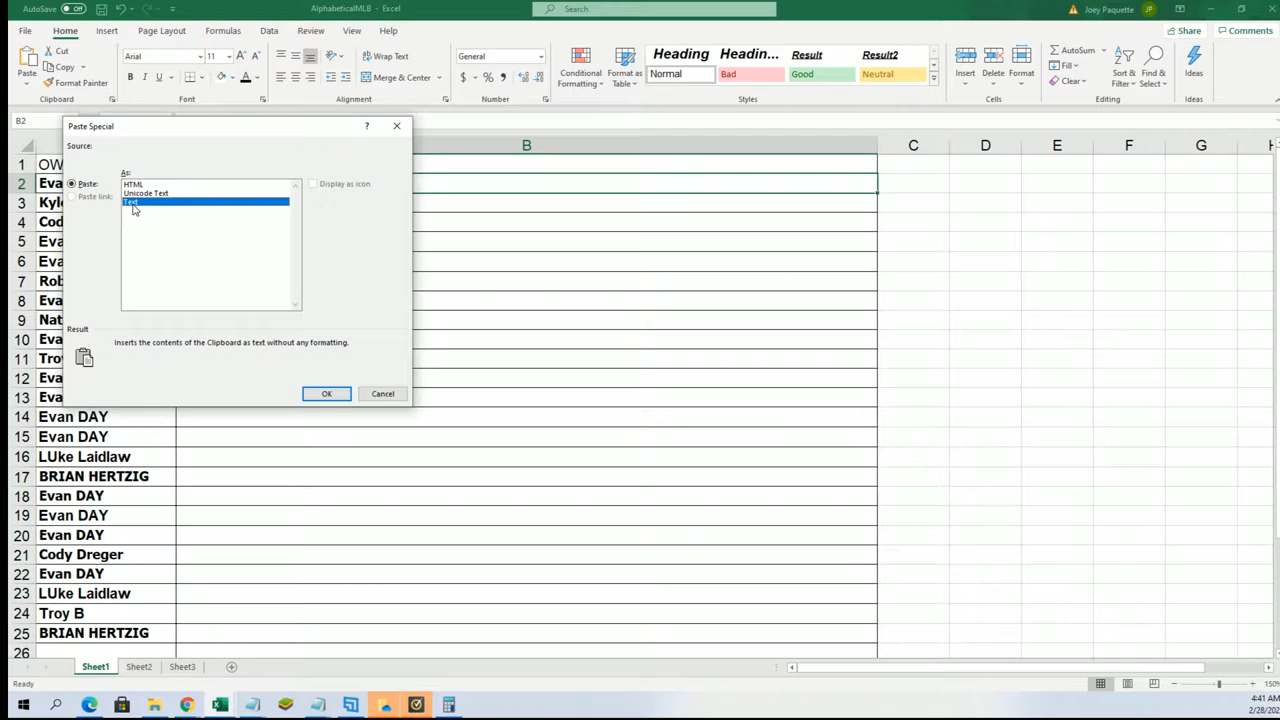 AutoSave Off AlphabeticalMLB - Excel Search Joey Paquette JP
File Home Insert Page Layout Formulas Data Review View Help Share Comments
Paste Cut Copy Format Painter
Arial 11 A A
B I U A
Wrap Text
Merge & Center
General
$ % 9
Conditional Formatting Format as Table
Heading Headin... Result Result2
Normal Bad Good Neutral
Insert Delete Format
AutoSum Fill Clear
Sort & Filter Find & Select
Ideas
Clipboard Font Alignment Number Styles Cells Editing Ideas
B2
Paste Special ?
Source:
As:
Paste:
Paste link:
HTML
Unicode Text
Text
Display as icon
Result
Inserts the contents of the Clipboard as text without any formatting.
OK Cancel
B C D E F G H
1 OW
2 Eva
3 Kyl
4 Cod
5 Eva
6 Eva
7 Rob
8 Eva
9 Nat
10 Eva
11 Tro
12 Eva
13 Eva
14 Evan DAY
15 Evan DAY
16 LUke Laidlaw
17 BRIAN HERTZIG
18 Evan DAY
19 Evan DAY
20 Evan DAY
21 Cody Dreger
22 Evan DAY
23 LUke Laidlaw
24 Troy B
25 BRIAN HERTZIG
26
Sheet1 Sheet2 Sheet3
Ready 150%
4:41 AM
2/28/202